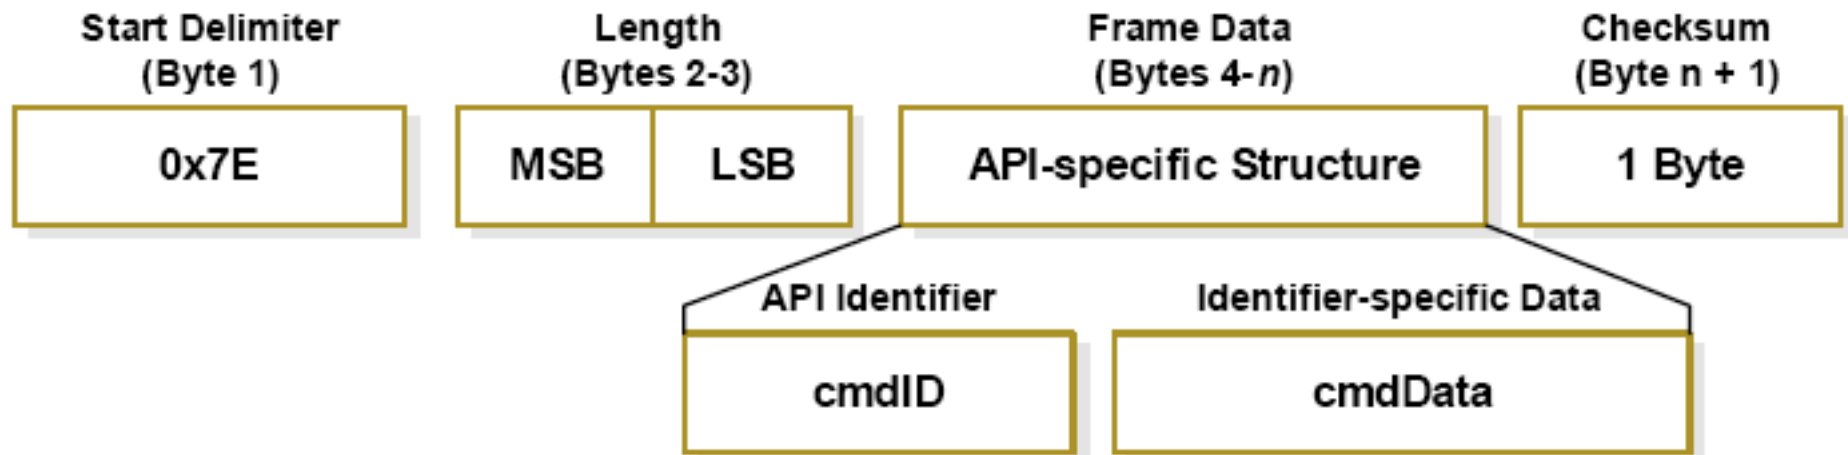 Start Delimiter
(Byte 1)
Length
(Bytes 2-3)
Frame Data
(Bytes 4-n)
Checksum
(Byte n + 1)
0x7E
MSB
LSB
API-specific Structure
1 Byte
API Identifier
Identifier-specific Data
cmdID
cmdData